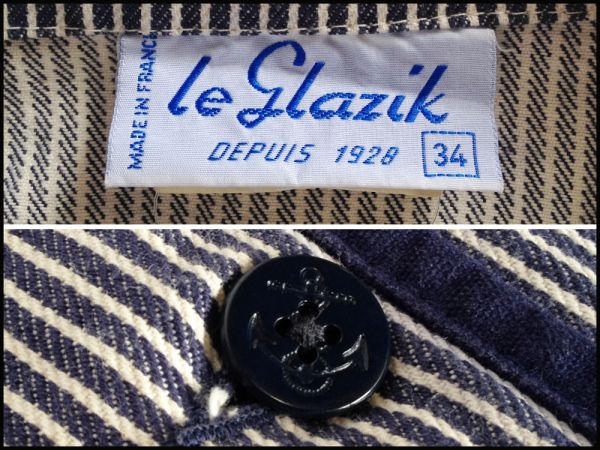 MADE IN FRANCE
le Glazik
DEPUIS 1928
34